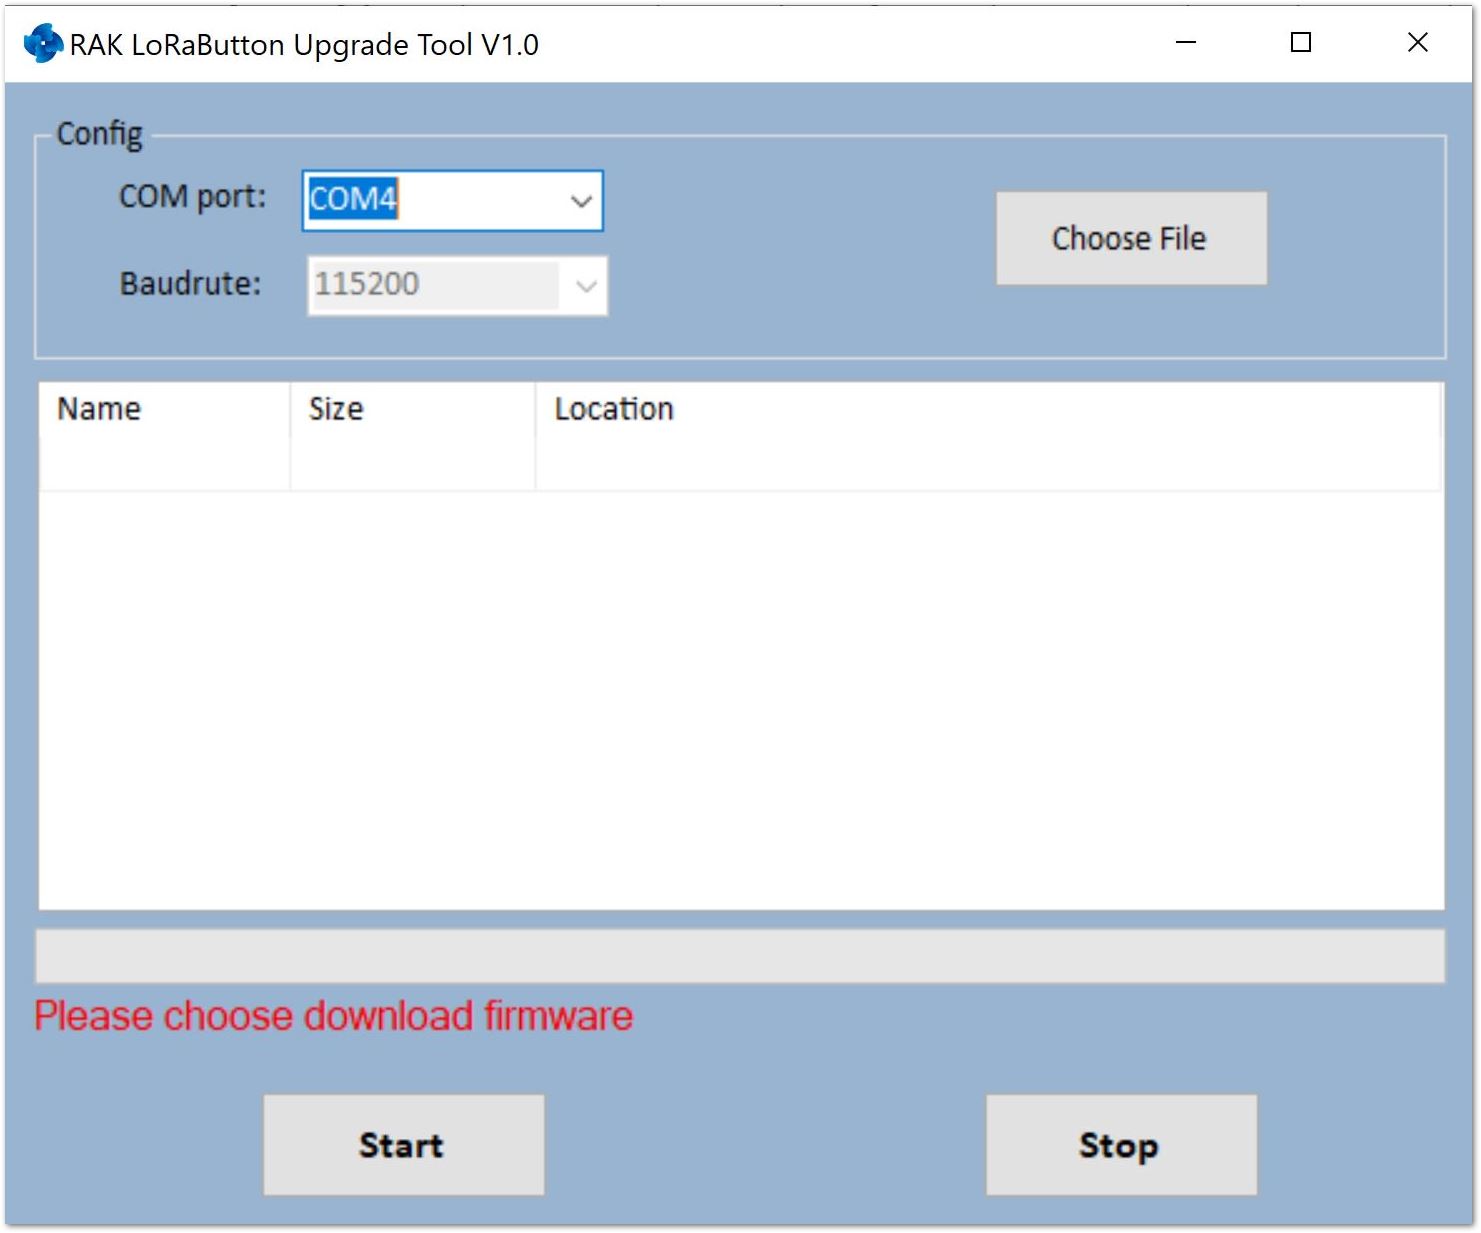 RAK LoRaButton Upgrade Tool V1.0
Config
COM port: COM4
Choose File
Baudrute: 115200
Name Size Location
Please choose download firmware
Start Stop